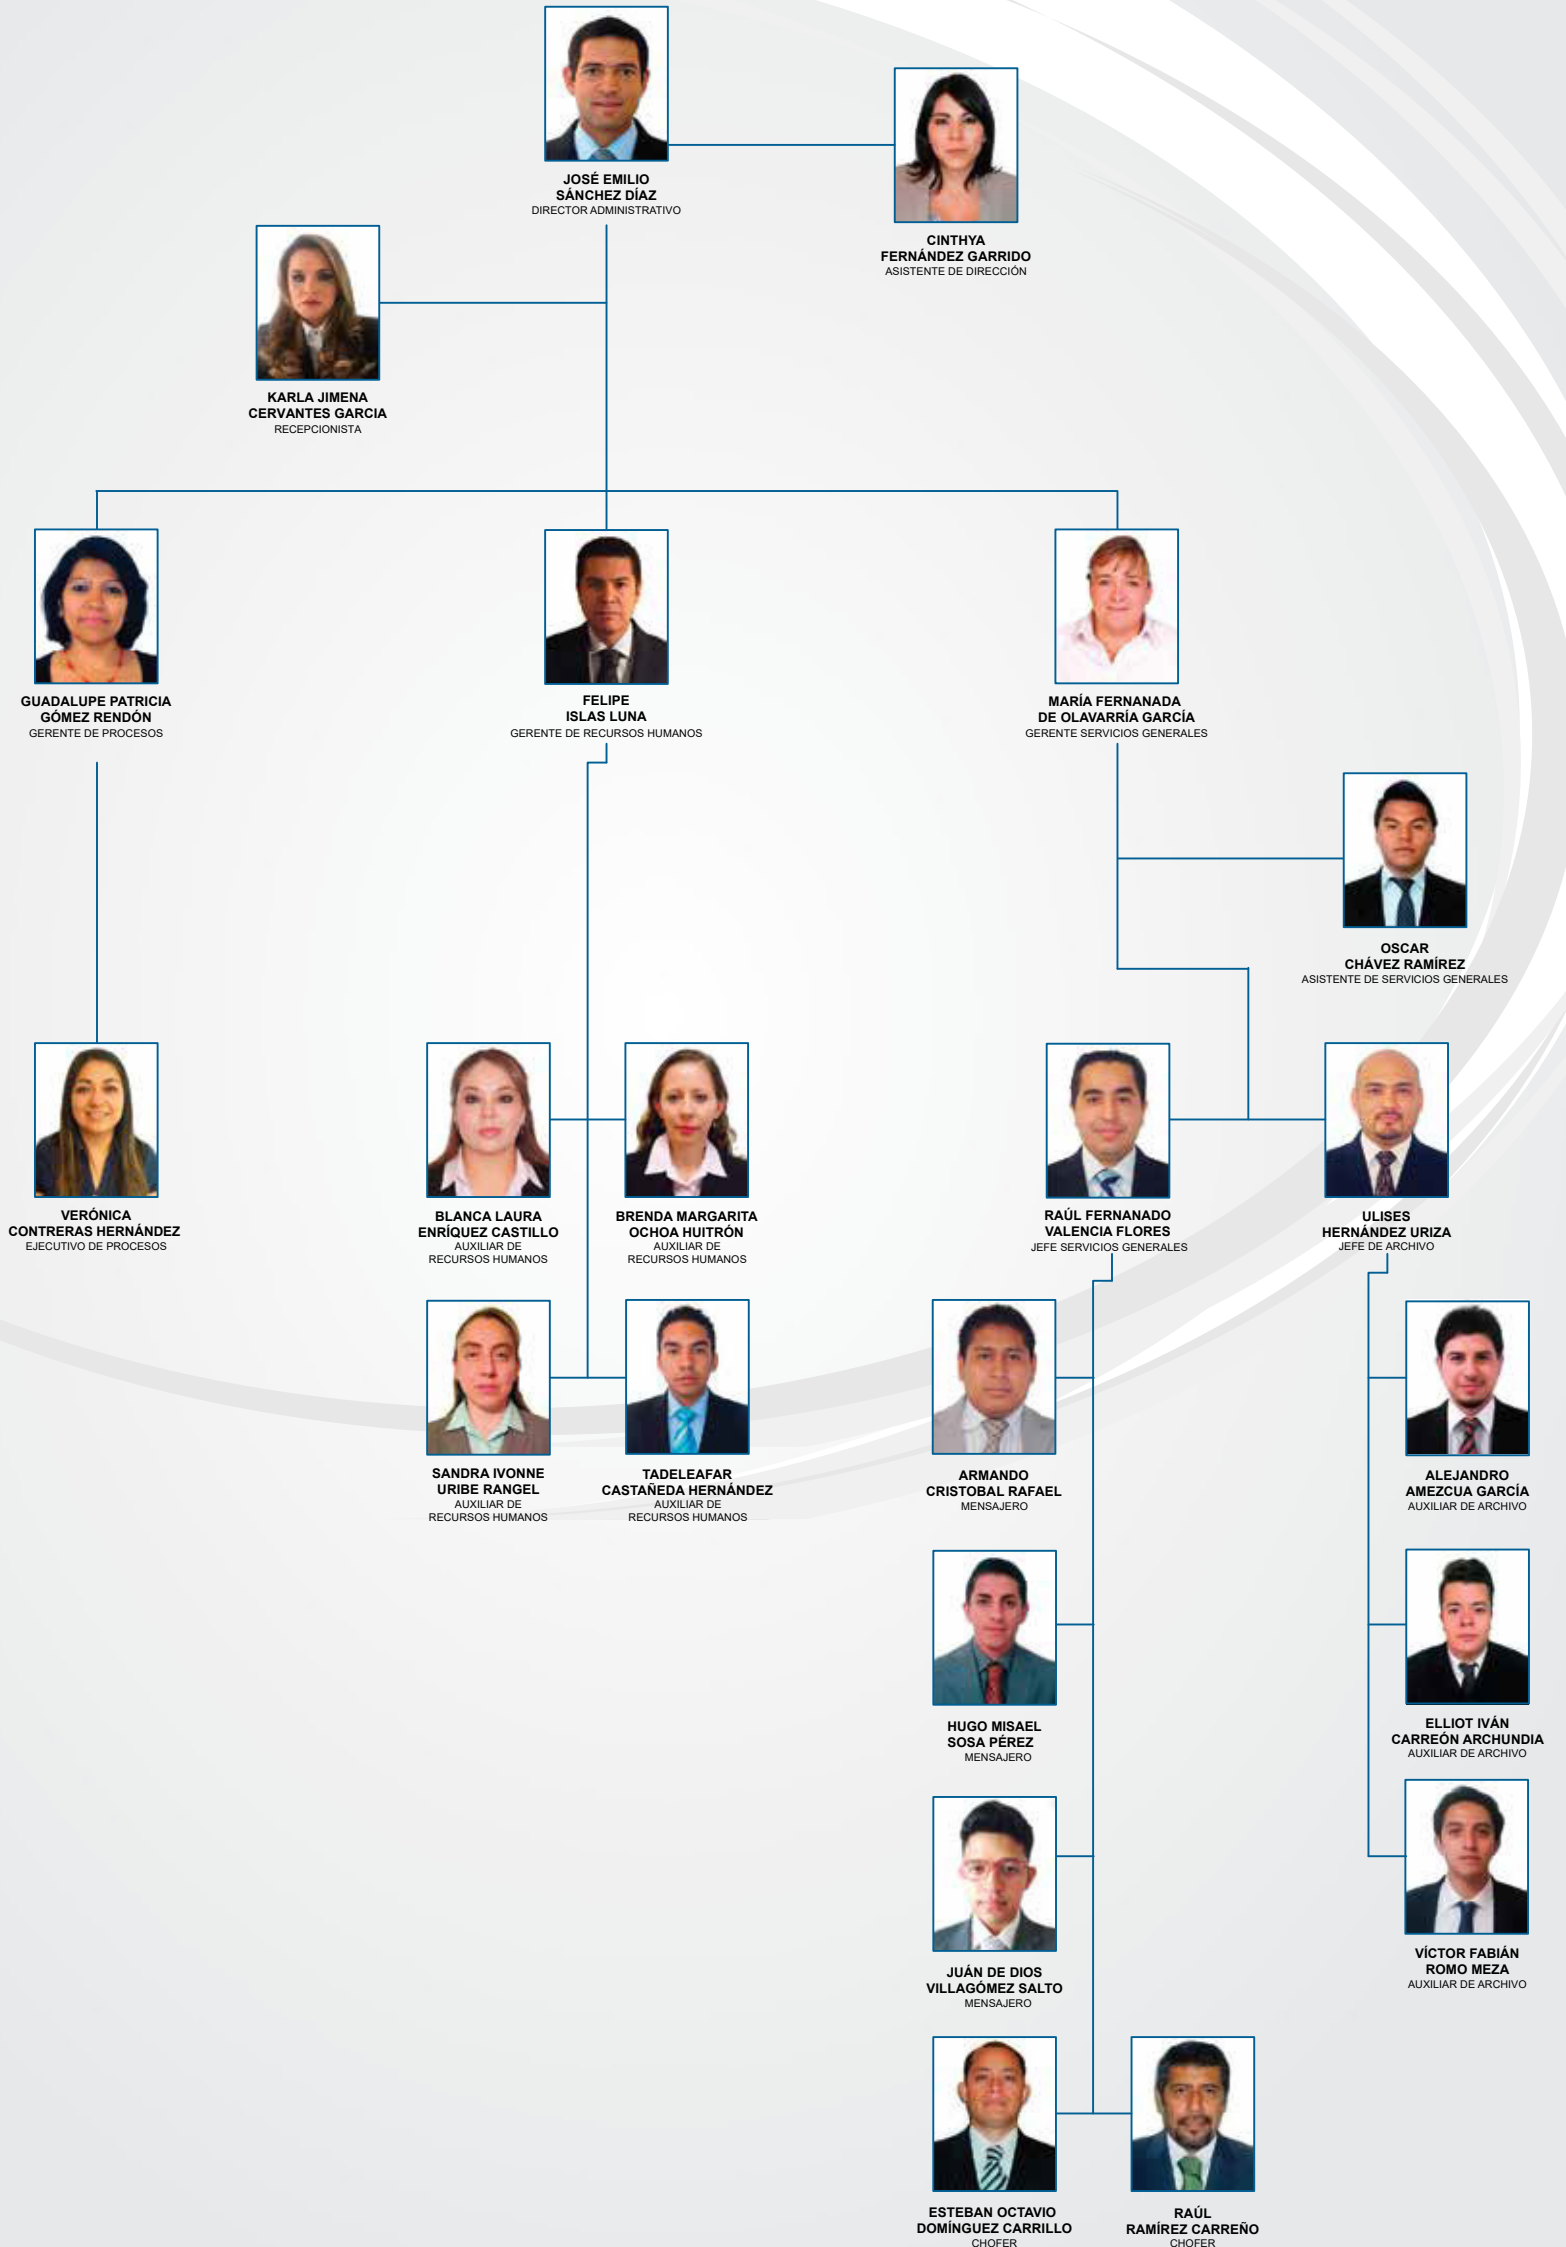 JOSÉ EMILIO
SÁNCHEZ DÍAZ
DIRECTOR ADMINISTRATIVO
CINTHYA
FERNÁNDEZ GARRIDO
ASISTENTE DE DIRECCIÓN
KARLA JIMENA
CERVANTES GARCIA
RECEPCIONISTA
GUADALUPE PATRICIA
GÓMEZ RENDÓN
GERENTE DE PROCESOS
FELIPE
ISLAS LUNA
GERENTE DE RECURSOS HUMANOS
MARÍA FERNANADA
DE OLAVARRÍA GARCÍA
GERENTE SERVICIOS GENERALES
OSCAR
CHÁVEZ RAMÍREZ
ASISTENTE DE SERVICIOS GENERALES
VERÓNICA
CONTRERAS HERNÁNDEZ
EJECUTIVO DE PROCESOS
BLANCA LAURA
ENRÍQUEZ CASTILLO
AUXILIAR DE
RECURSOS HUMANOS
BRENDA MARGARITA
OCHOA HUITRÓN
AUXILIAR DE
RECURSOS HUMANOS
RAÚL FERNANADO
VALENCIA FLORES
JEFE SERVICIOS GENERALES
ULISES
HERNÁNDEZ URIZA
JEFE DE ARCHIVO
SANDRA IVONNE
URIBE RANGEL
AUXILIAR DE
RECURSOS HUMANOS
TADELEAFAR
CASTAÑEDA HERNÁNDEZ
AUXILIAR DE
RECURSOS HUMANOS
ARMANDO
CRISTOBAL RAFAEL
MENSAJERO
ALEJANDRO
AMEZCUA GARCÍA
AUXILIAR DE ARCHIVO
HUGO MISAEL
SOSA PÉREZ
MENSAJERO
ELLIOT IVÁN
CARREÓN ARCHUNDIA
AUXILIAR DE ARCHIVO
JUÁN DE DIOS
VILLAGÓMEZ SALTO
MENSAJERO
VÍCTOR FABIÁN
ROMO MEZA
AUXILIAR DE ARCHIVO
ESTEBAN OCTAVIO
DOMÍNGUEZ CARRILLO
CHOFER
RAÚL
RAMÍREZ CARREÑO
CHOFER